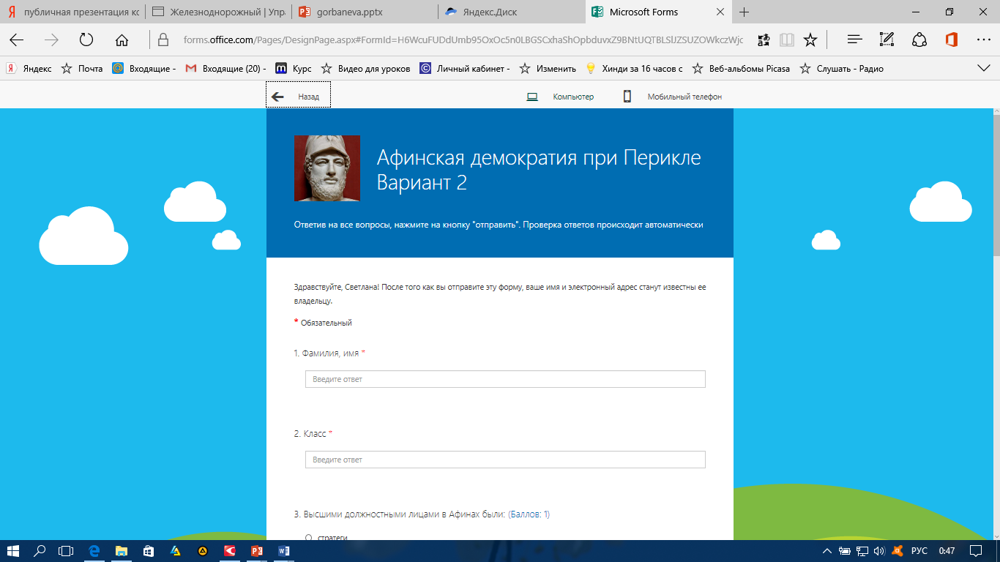 публичная презентация кс
Железнодорожный | Упра
gorbaneva.pptx
Яндекс.Диск
Microsoft Forms
forms.office.com/Pages/DesignPage.aspx#FormId=H6WcuFUDdUmb95OxOc5n0LBGSCxhaShOpbduvxZ9BNtUQTBLSlJZSUZOWkczWjc
Яндекс
Почта
Входящие -
Входящие (20) -
Курс
Видео для уроков
Личный кабинет -
Изменить
Хинди за 16 часов с
Веб-альбомы Picasa
Слушать - Радио
Назад
Компьютер
Мобильный телефон
Афинская демократия при Перикле
Вариант 2
Ответив на все вопросы, нажмите на кнопку "отправить". Проверка ответов происходит автоматически
Здравствуйте, Светлана! После того как вы отправите эту форму, ваше имя и электронный адрес станут известны ее
владельцу.
* Обязательный
1. Фамилия, имя *
Введите ответ
2. Класс *
Введите ответ
3. Высшими должностными лицами в Афинах были: (Баллов: 1)
стратеги
РУС
0:47